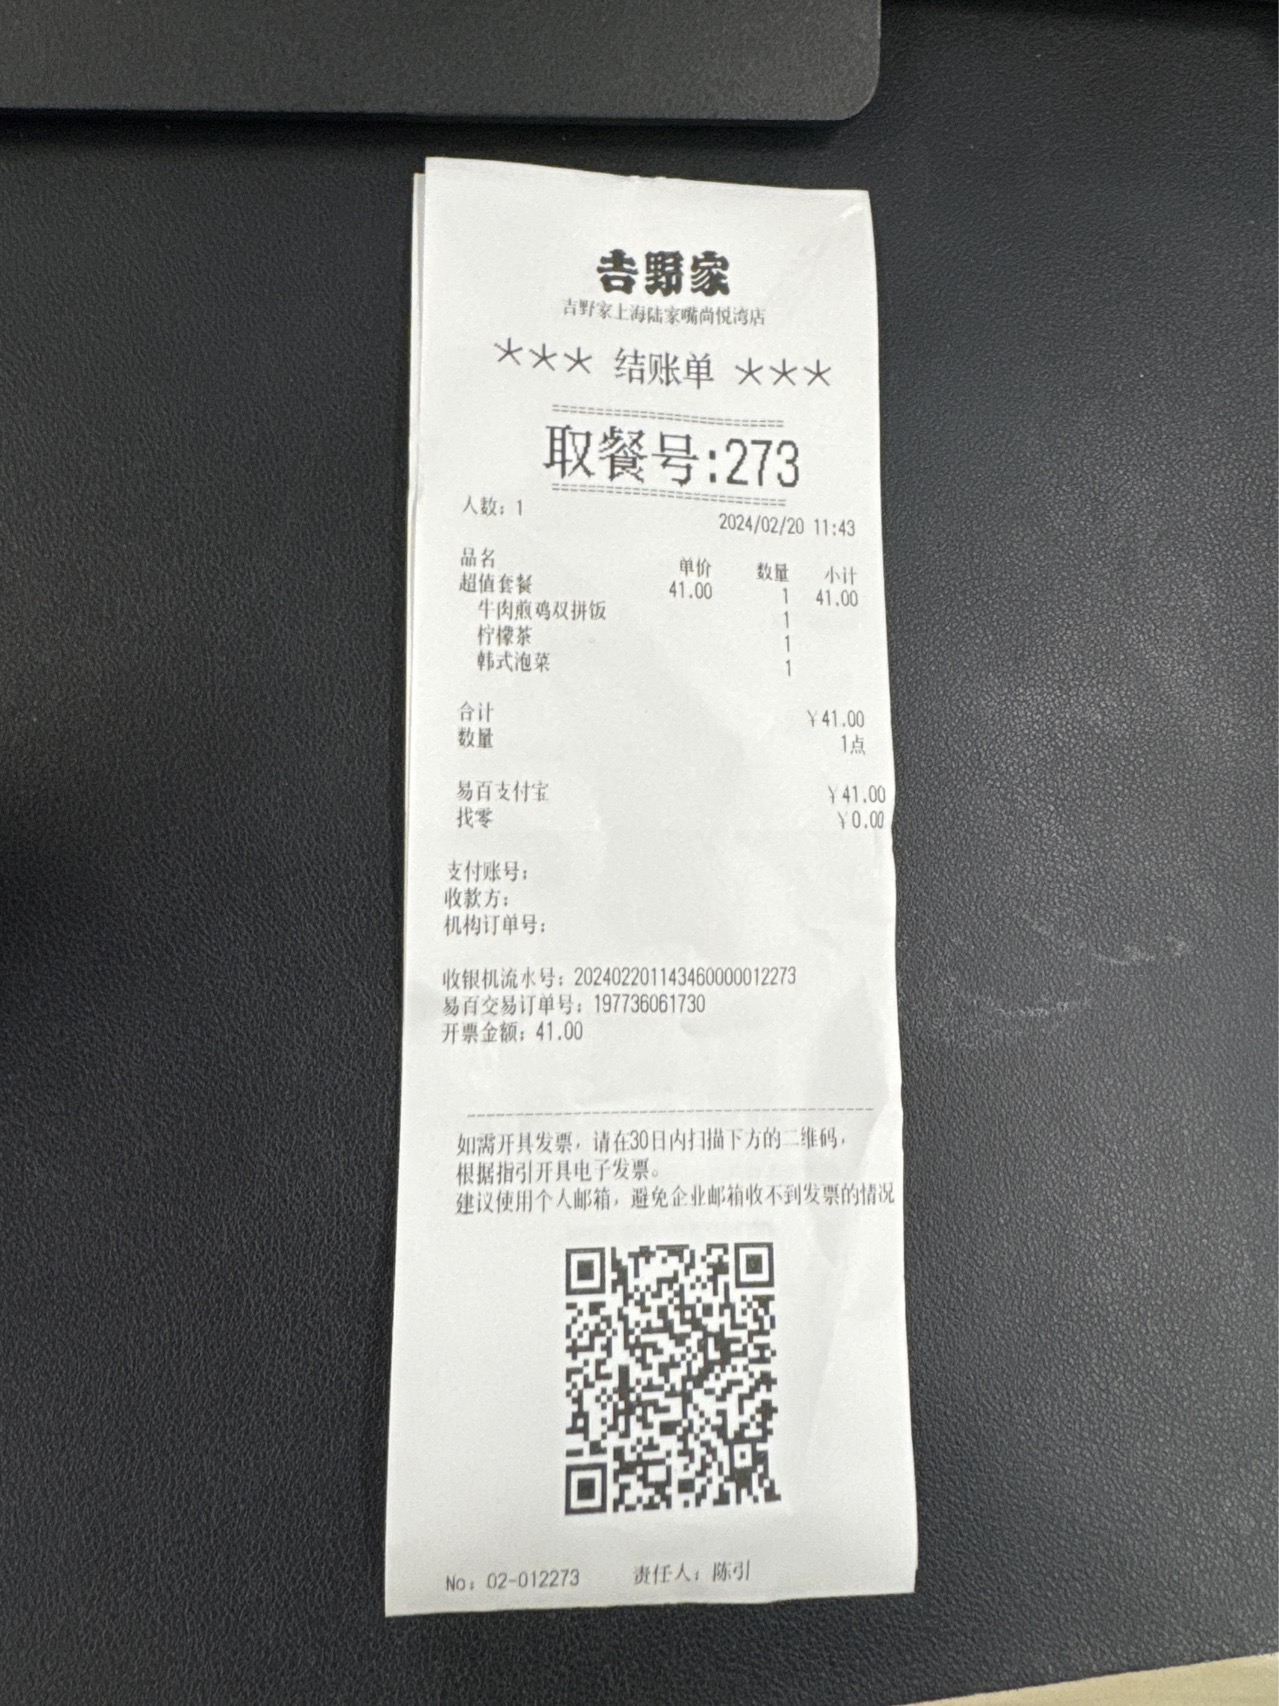 吉野家
吉野家上海陆家嘴尚悦湾店
*** 结账单 ***
==========================
取餐号:273
==========================
人数: 1 2024/02/20 11:43
品名 单价 数量 小计
超值套餐 41.00 1 41.00
牛肉煎鸡双拼饭 1
柠檬茶 1
韩式泡菜 1
合计 ¥41.00
数量 1点
易百支付宝 ¥41.00
找零 ¥0.00
支付账号:
收款方:
机构订单号:
收银机流水号: 202402201143460000012273
易百交易订单号: 197736061730
开票金额: 41.00
如需开具发票, 请在30日内扫描下方的二维码,
根据指引开具电子发票。
建议使用个人邮箱, 避免企业邮箱收不到发票的情况
No: 02-012273 责任人: 陈引